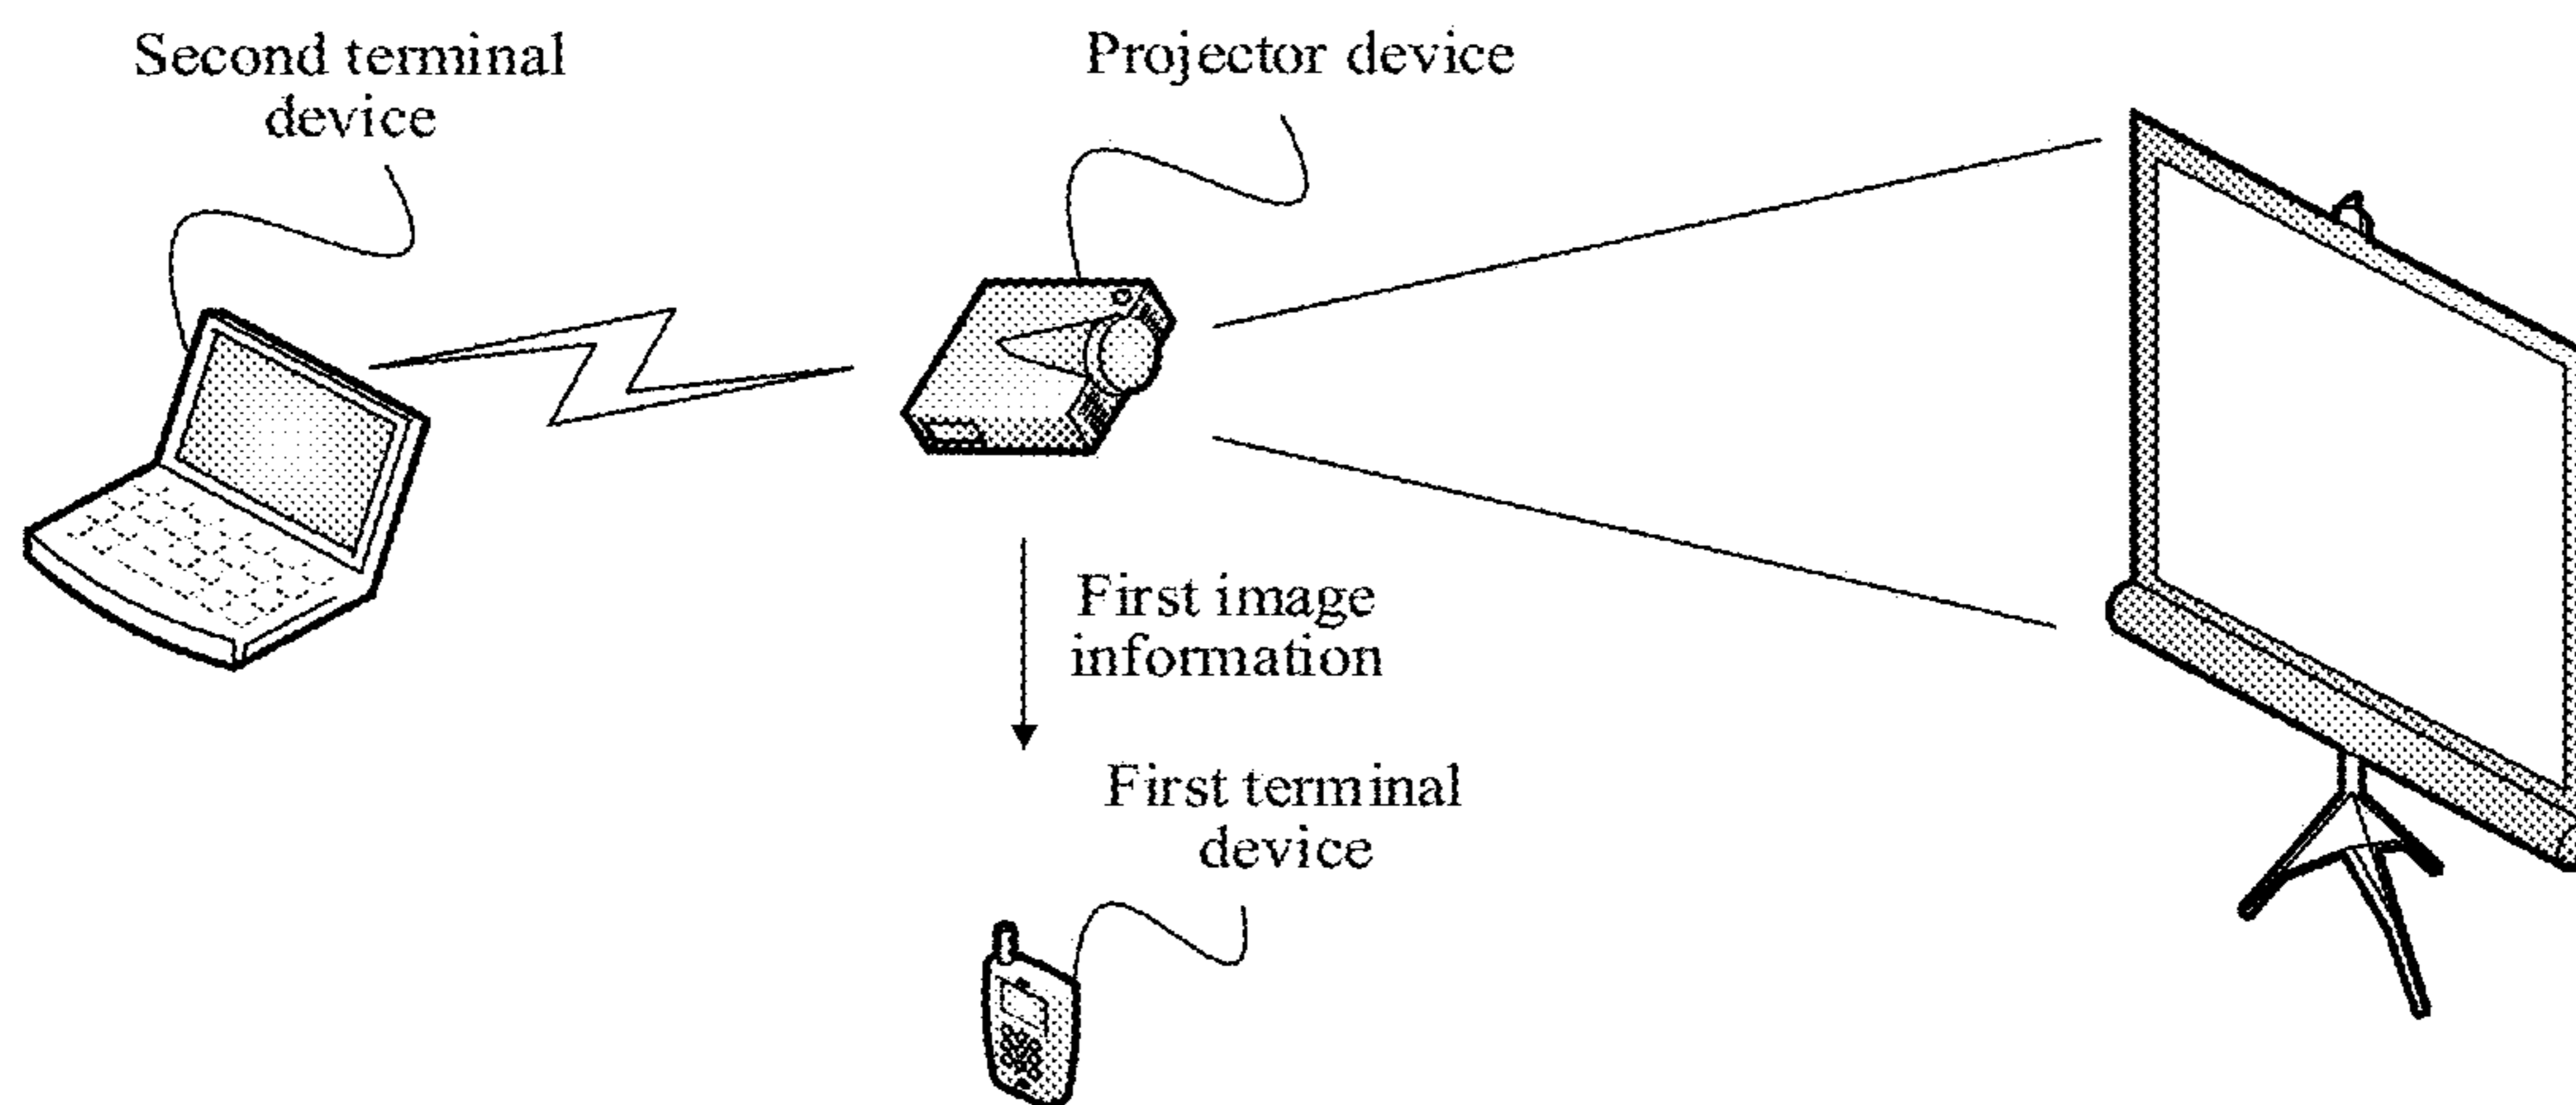 Second terminal
device
Projector device
First image
information
First terminal
device